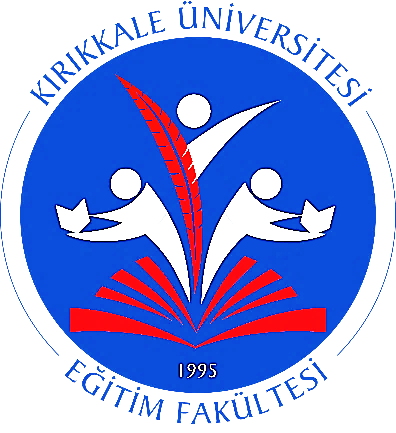 KIRIKKALE ÜNİVERSİTESİ
1995
EĞİTİM FAKÜLTESİ